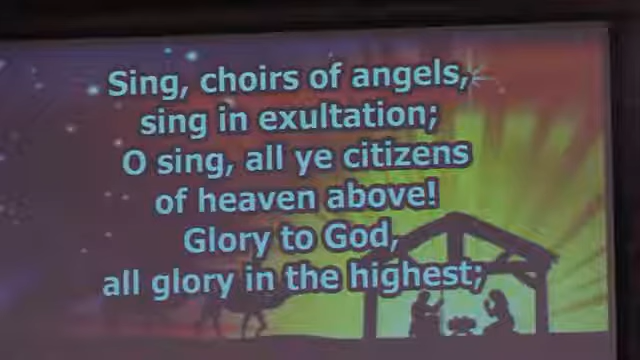 Sing, choirs of angels,
sing in exultation;
O sing, all ye citizens
of heaven above!
Glory to God,
all glory in the highest;